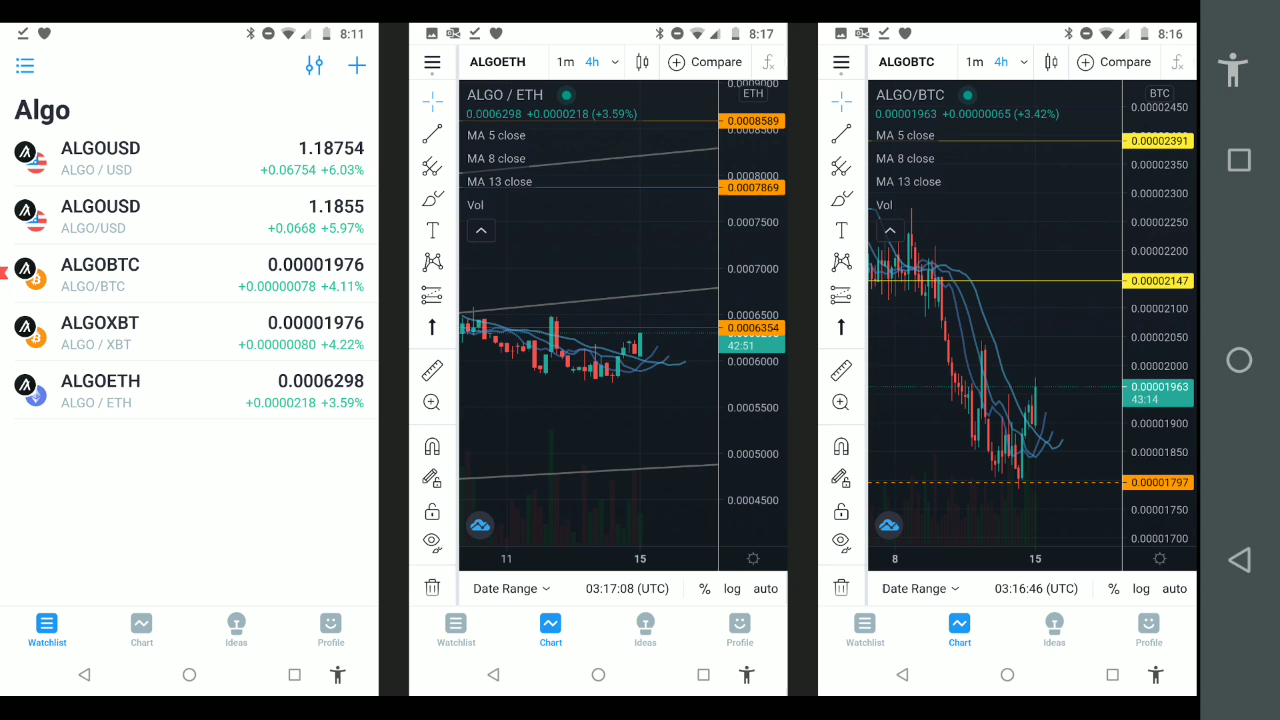 8:11
Algo
ALGOUSD 1.18754
ALGO / USD +0.06754 +6.03%
ALGOUSD 1.1855
ALGO/USD +0.0668 +5.97%
ALGOBTC 0.00001976
ALGO/BTC +0.00000078 +4.11%
ALGOXBT 0.00001976
ALGO / XBT +0.00000080 +4.22%
ALGOETH 0.0006298
ALGO / ETH +0.0000218 +3.59%
Watchlist Chart Ideas Profile
8:17
ALGOETH 1m 4h Compare fx
0.0009000
ALGO / ETH ETH
0.0006298 +0.0000218 (+3.59%)
0.0008589
0.0008500
MA 5 close
MA 8 close
0.0008000
MA 13 close 0.0007869
Vol
0.0007500
0.0007000
0.0006500
0.0006354
42:51
0.0006000
0.0005500
0.0005000
0.0004500
11 15
Date Range 03:17:08 (UTC) % log auto
Watchlist Chart Ideas Profile
8:16
ALGOBTC 1m 4h Compare fx
ALGO/BTC BTC
0.00002450
0.00001963 +0.00000065 (+3.42%)
MA 5 close 0.00002391
MA 8 close 0.00002350
MA 13 close
0.00002300
Vol
0.00002250
0.00002200
0.00002147
0.00002100
0.00002050
0.00002000
0.00001963
43:14
0.00001900
0.00001850
0.00001797
0.00001750
0.00001700
8 15
Date Range 03:16:46 (UTC) % log auto
Watchlist Chart Ideas Profile